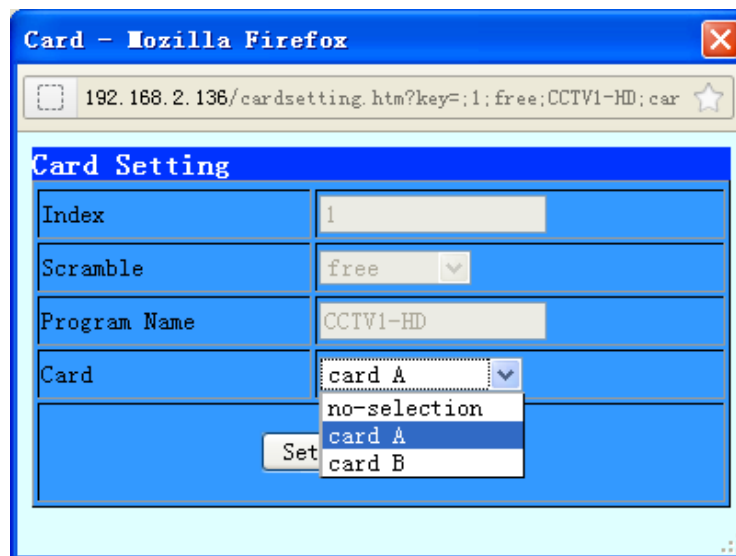 Card - Mozilla Firefox
192.168.2.136/cardsetting.htm?key=;1;free;CCTV1-HD;car
Card Setting
Index 1
Scramble free
Program Name CCTV1-HD
Card card A
no-selection
card A
Set
card B